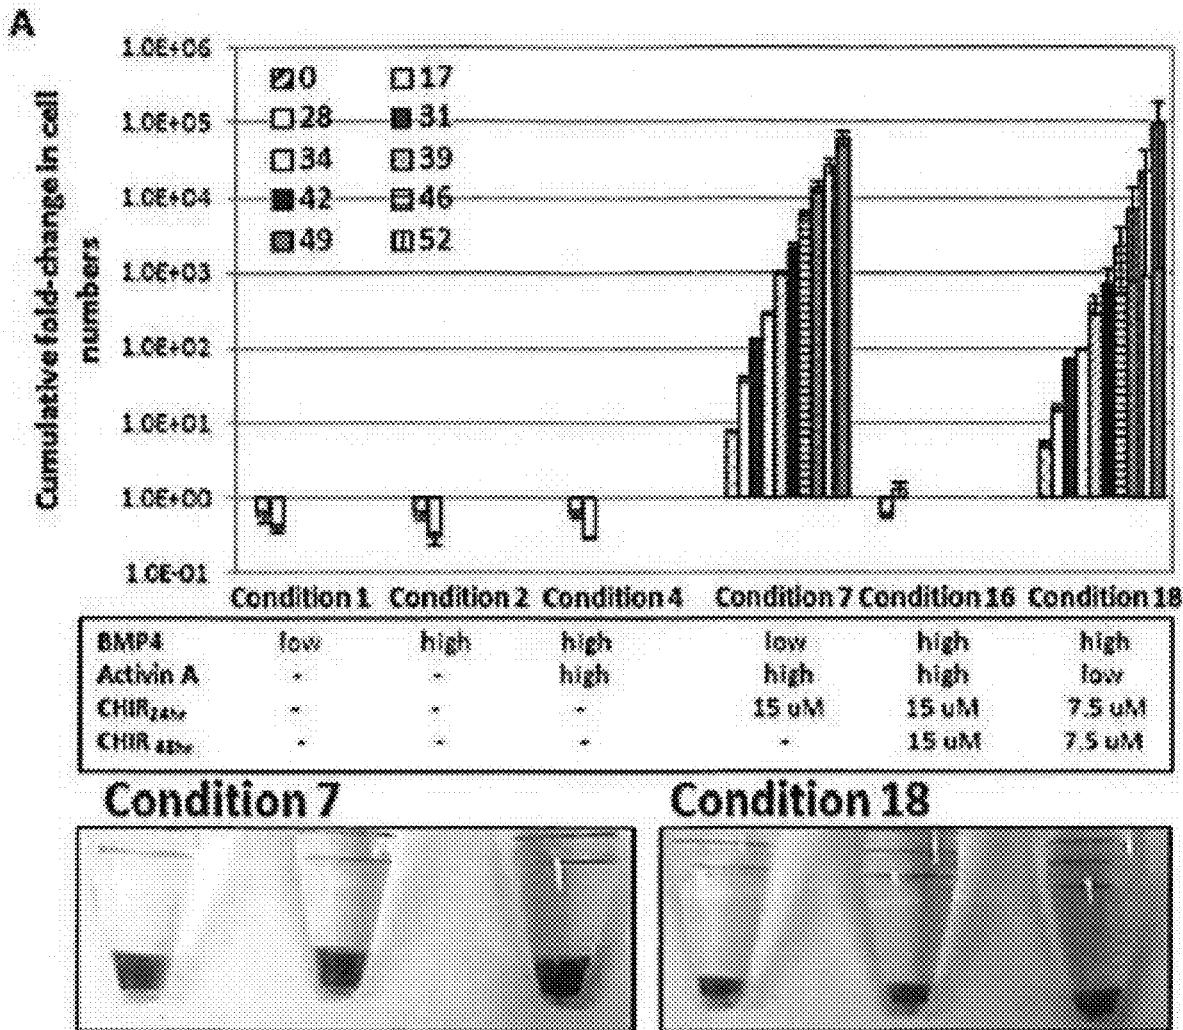 A
Cumulative fold-change in cell
numbers
1.0E+06
1.0E+05
1.0E+04
1.0E+03
1.0E+02
1.0E+01
1.0E+00
1.0E-01
0 17
28 31
34 39
42 46
49 52
Condition 1 Condition 2 Condition 4 Condition 7 Condition 16 Condition 18
BMP4 low high high low high high
Activin A - - high high high low
CHIR24hr - - - 15 uM 15 uM 7.5 uM
CHIR 48hr - - - - 15 uM 7.5 uM
Condition 7 Condition 18